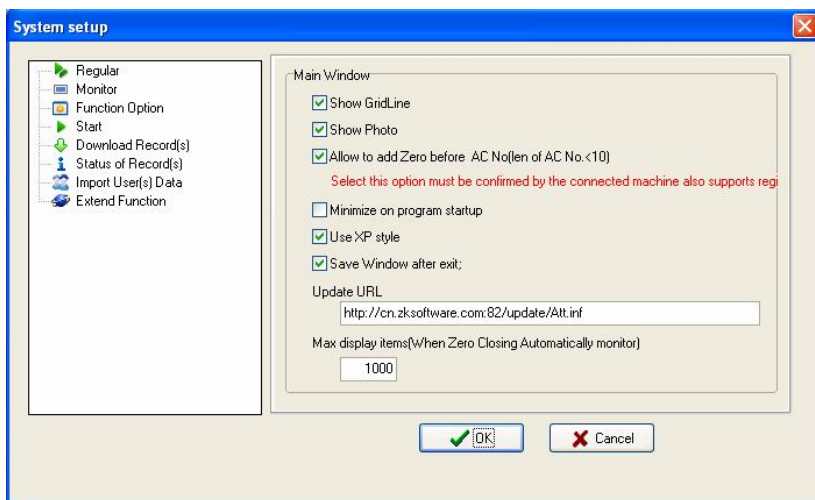 System setup
Regular
Monitor
Function Option
Start
Download Record(s)
Status of Record(s)
Import User(s) Data
Extend Function
Main Window
Show GridLine
Show Photo
Allow to add Zero before AC No(len of AC No.<10)
Select this option must be confirmed by the connected machine also supports regi
Minimize on program startup
Use XP style
Save Window after exit;
Update URL
http://cn.zksoftware.com:82/update/Att.inf
Max display items(When Zero Closing Automatically monitor)
1000
OK
Cancel